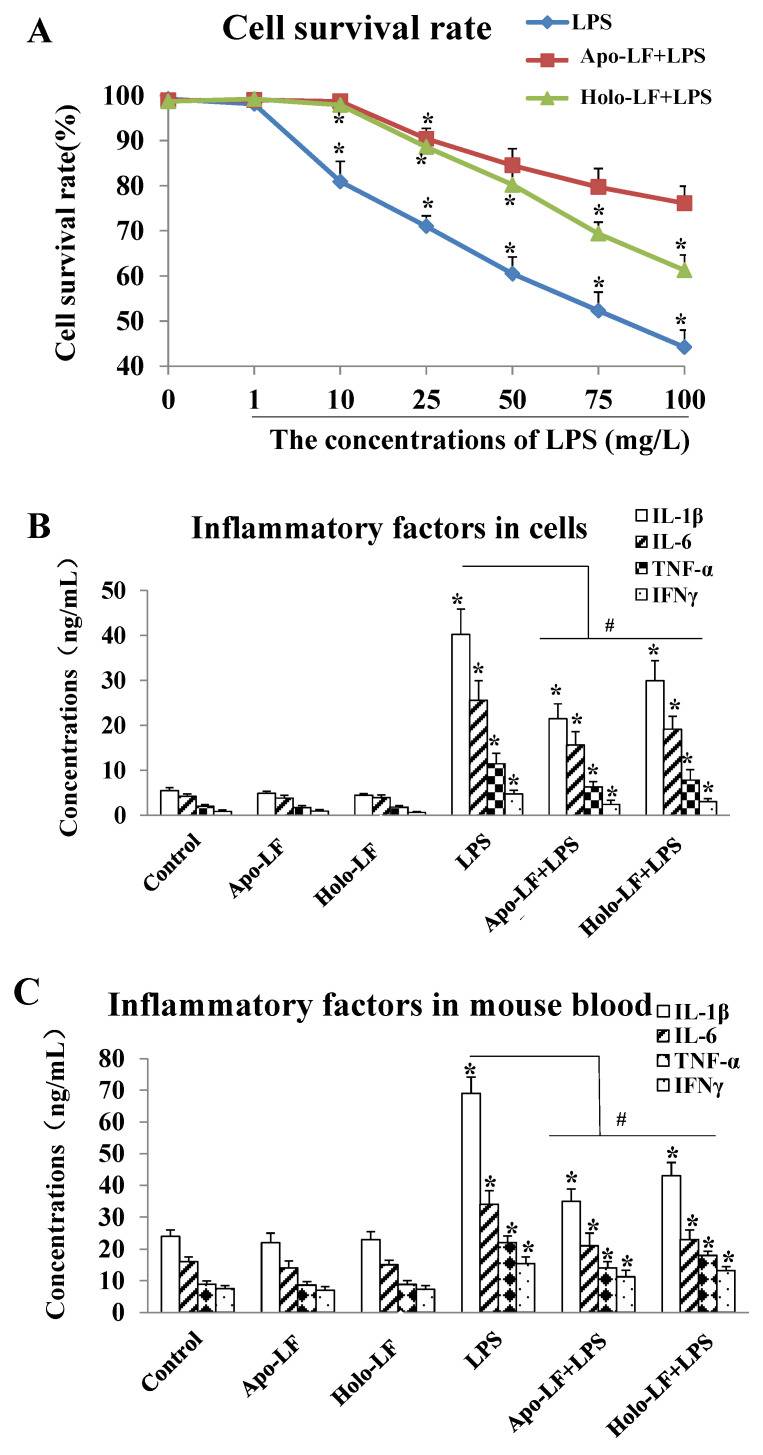 A
Cell survival rate
LPS
Apo-LF+LPS
Holo-LF+LPS
Cell survival rate(%)
100
90
80
70
60
50
40
* * * * * * * * * * * * *
0 1 10 25 50 75 100
The concentrations of LPS (mg/L)
B
Inflammatory factors in cells
IL-1β
IL-6
TNF-α
IFNγ
Concentrations（ng/mL）
50
40
30
20
10
0
* * * * * * * * * * * *
#
Control Apo-LF Holo-LF LPS Apo-LF+LPS Holo-LF+LPS
C
Inflammatory factors in mouse blood
IL-1β
IL-6
TNF-α
IFNγ
Concentrations（ng/mL）
80
70
60
50
40
30
20
10
0
* * * * * * * * * * * *
#
Control Apo-LF Holo-LF LPS Apo-LF+LPS Holo-LF+LPS